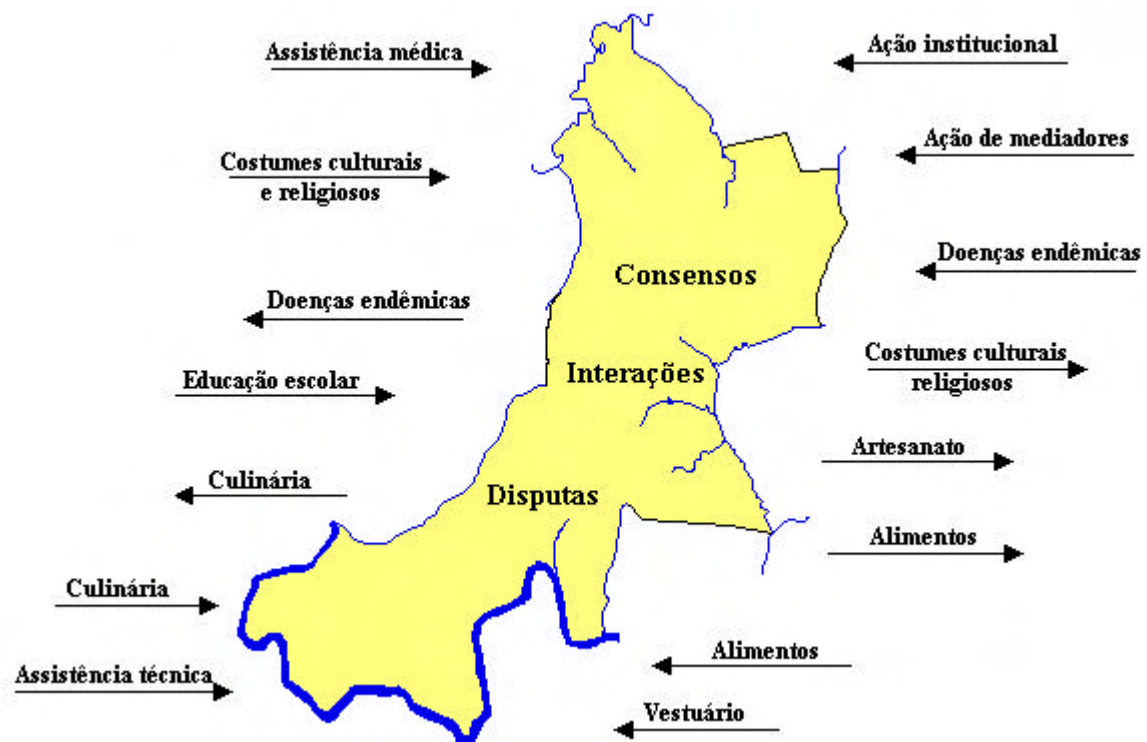 Assistência médica
Ação institucional
Ação de mediadores
Costumes culturais
e religiosos
Doenças endêmicas
Consensos
Doenças endêmicas
Costumes culturais
religiosos
Interações
Educação escolar
Artesanato
Culinária
Disputas
Alimentos
Culinária
Alimentos
Assistência técnica
Vestuário